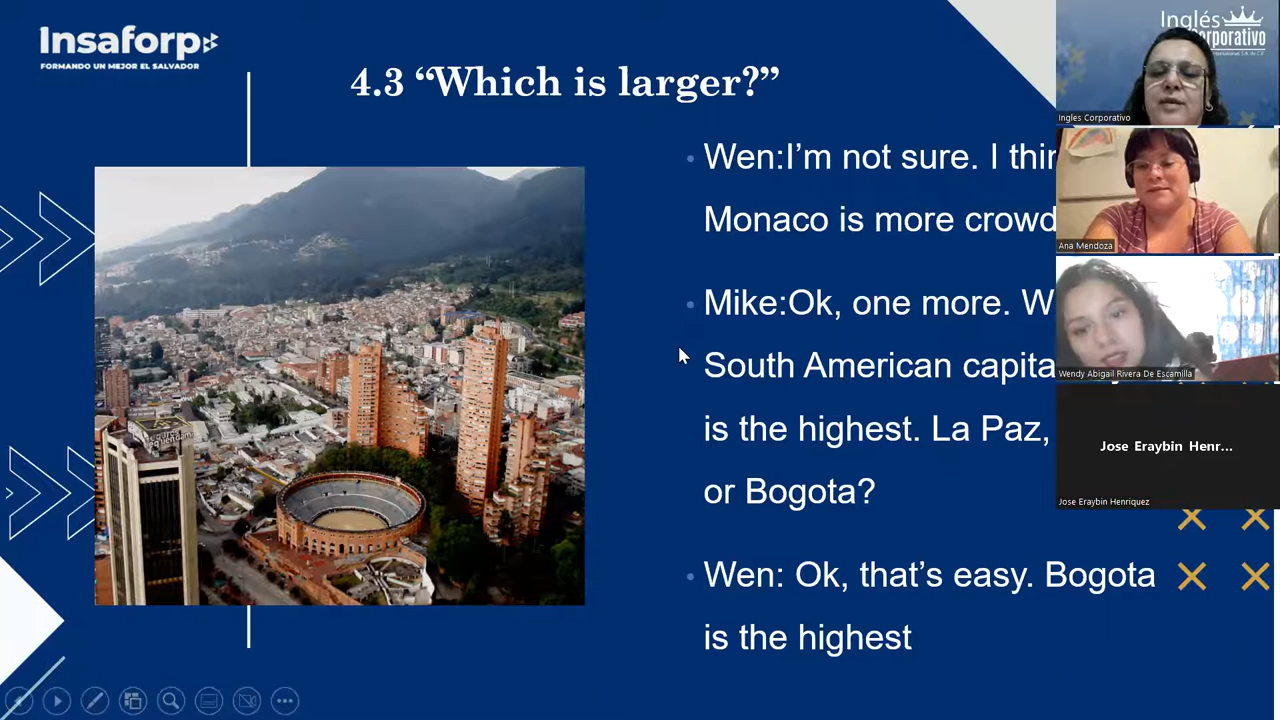 Insaforp
FORMANDO UN MEJOR EL SALVADOR
4.3 “Which is larger?”
Wen:I’m not sure. I thin
Monaco is more crowd
Mike:Ok, one more. W
South American capita
is the highest. La Paz,
or Bogota?
Wen: Ok, that’s easy. Bogota
is the highest
Inglés
Corporativo
Ingles Corporativo
Ana Mendoza
Wendy Abigail Rivera De Escamilla
Jose Eraybin Henr...
Jose Eraybin Henriquez